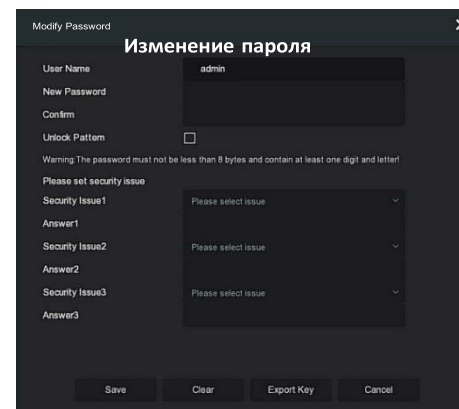 Modify Password
Изменение пароля
User Name admin
New Password
Confirm
Unlock Pattern
Warning:The password must not be less than 8 bytes and contain at least one digit and letter!
Please set security issue
Security Issue1 Please select issue
Answer1
Security Issue2 Please select issue
Answer2
Security Issue3 Please select issue
Answer3
Save Clear Export Key Cancel